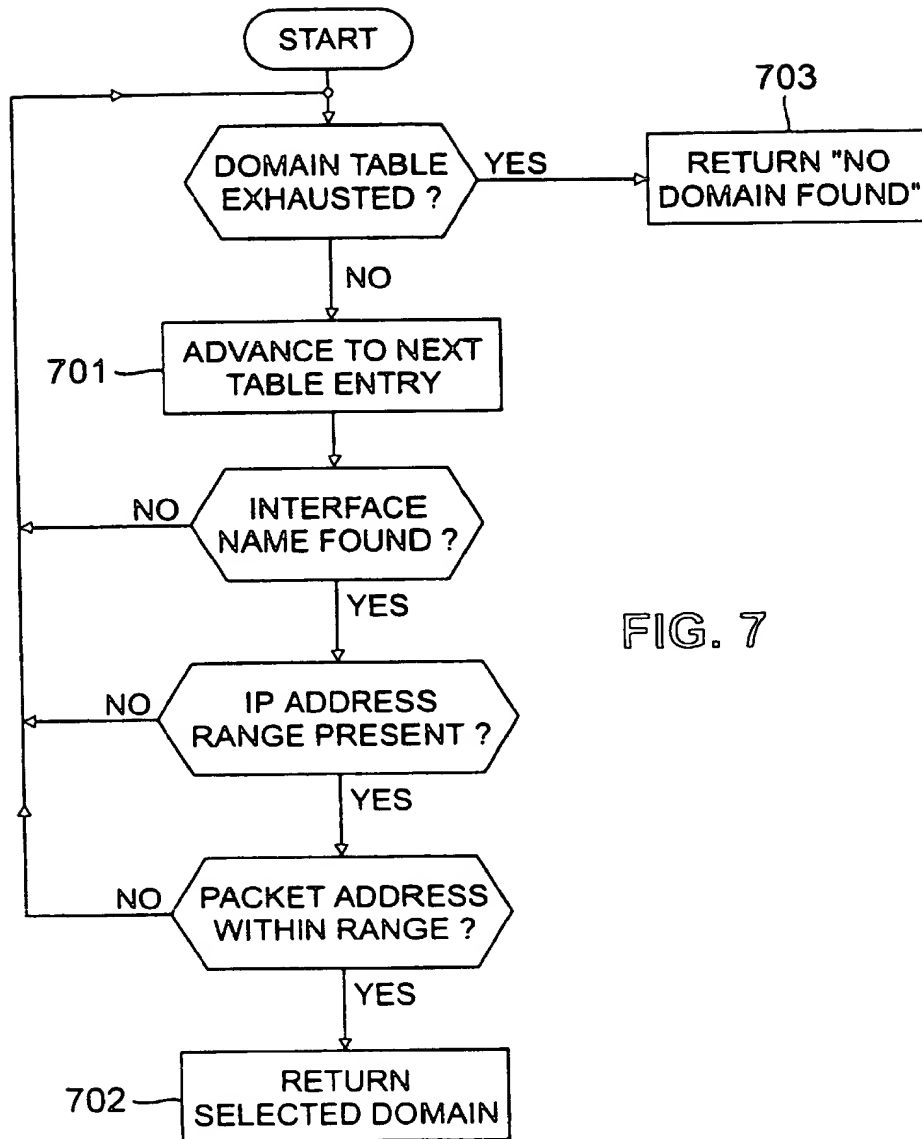 START
703
DOMAIN TABLE
EXHAUSTED ?
YES
RETURN "NO
DOMAIN FOUND"
NO
701
ADVANCE TO NEXT
TABLE ENTRY
NO
INTERFACE
NAME FOUND ?
YES
FIG. 7
NO
IP ADDRESS
RANGE PRESENT ?
YES
NO
PACKET ADDRESS
WITHIN RANGE ?
YES
702
RETURN
SELECTED DOMAIN